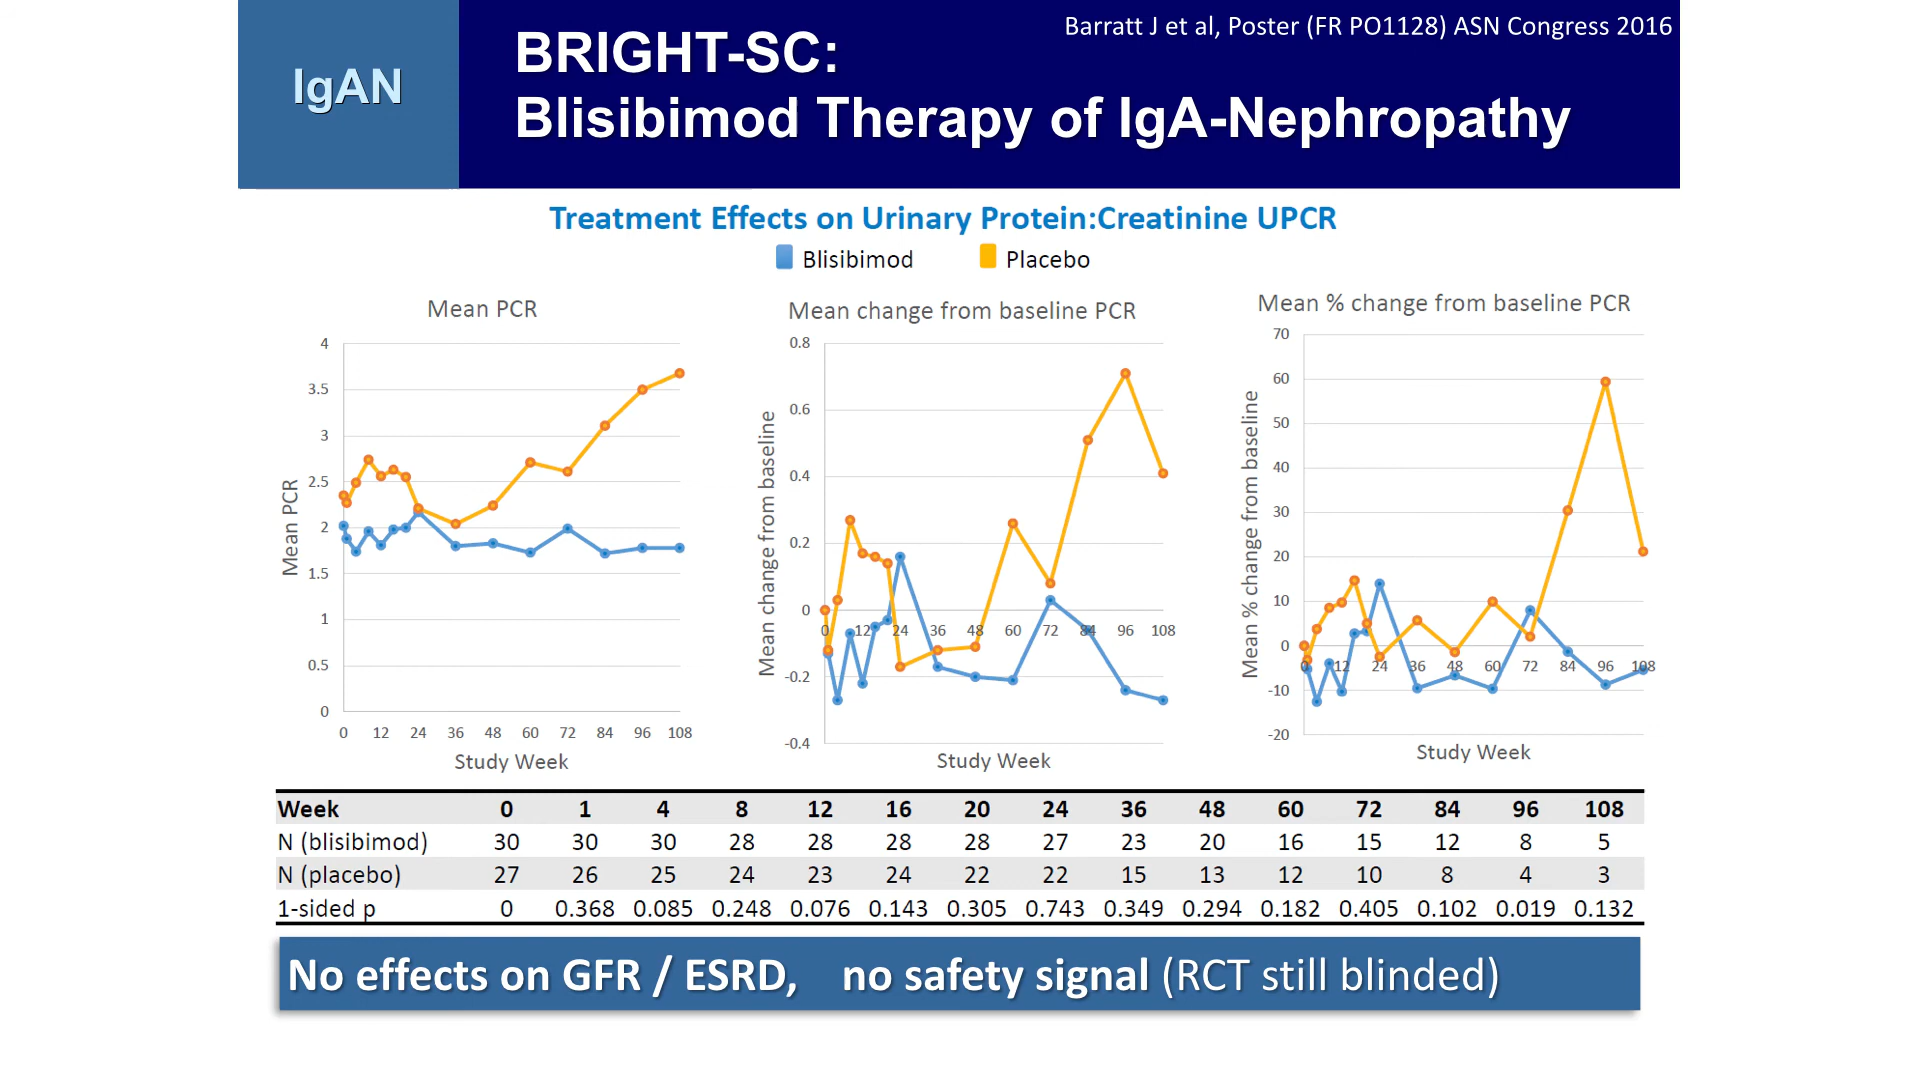 Barratt J et al, Poster (FR PO1128) ASN Congress 2016
IgAN
BRIGHT-SC:
Blisibimod Therapy of IgA-Nephropathy
Treatment Effects on Urinary Protein:Creatinine UPCR
Blisibimod Placebo
Mean PCR
4
3.5
3
2.5
2
1.5
1
0.5
0
Mean PCR
0 12 24 36 48 60 72 84 96 108
Study Week
Mean change from baseline PCR
0.8
0.6
0.4
0.2
0
-0.2
-0.4
Mean change from baseline
0 12 24 36 48 60 72 84 96 108
Study Week
Mean % change from baseline PCR
70
60
50
40
30
20
10
0
-10
-20
Mean % change from baseline
0 12 24 36 48 60 72 84 96 108
Study Week
Week 0 1 4 8 12 16 20 24 36 48 60 72 84 96 108
N (blisibimod) 30 30 30 28 28 28 28 27 23 20 16 15 12 8 5
N (placebo) 27 26 25 24 23 24 22 22 15 13 12 10 8 4 3
1-sided p 0 0.368 0.085 0.248 0.076 0.143 0.305 0.743 0.349 0.294 0.182 0.405 0.102 0.019 0.132
No effects on GFR / ESRD, no safety signal (RCT still blinded)